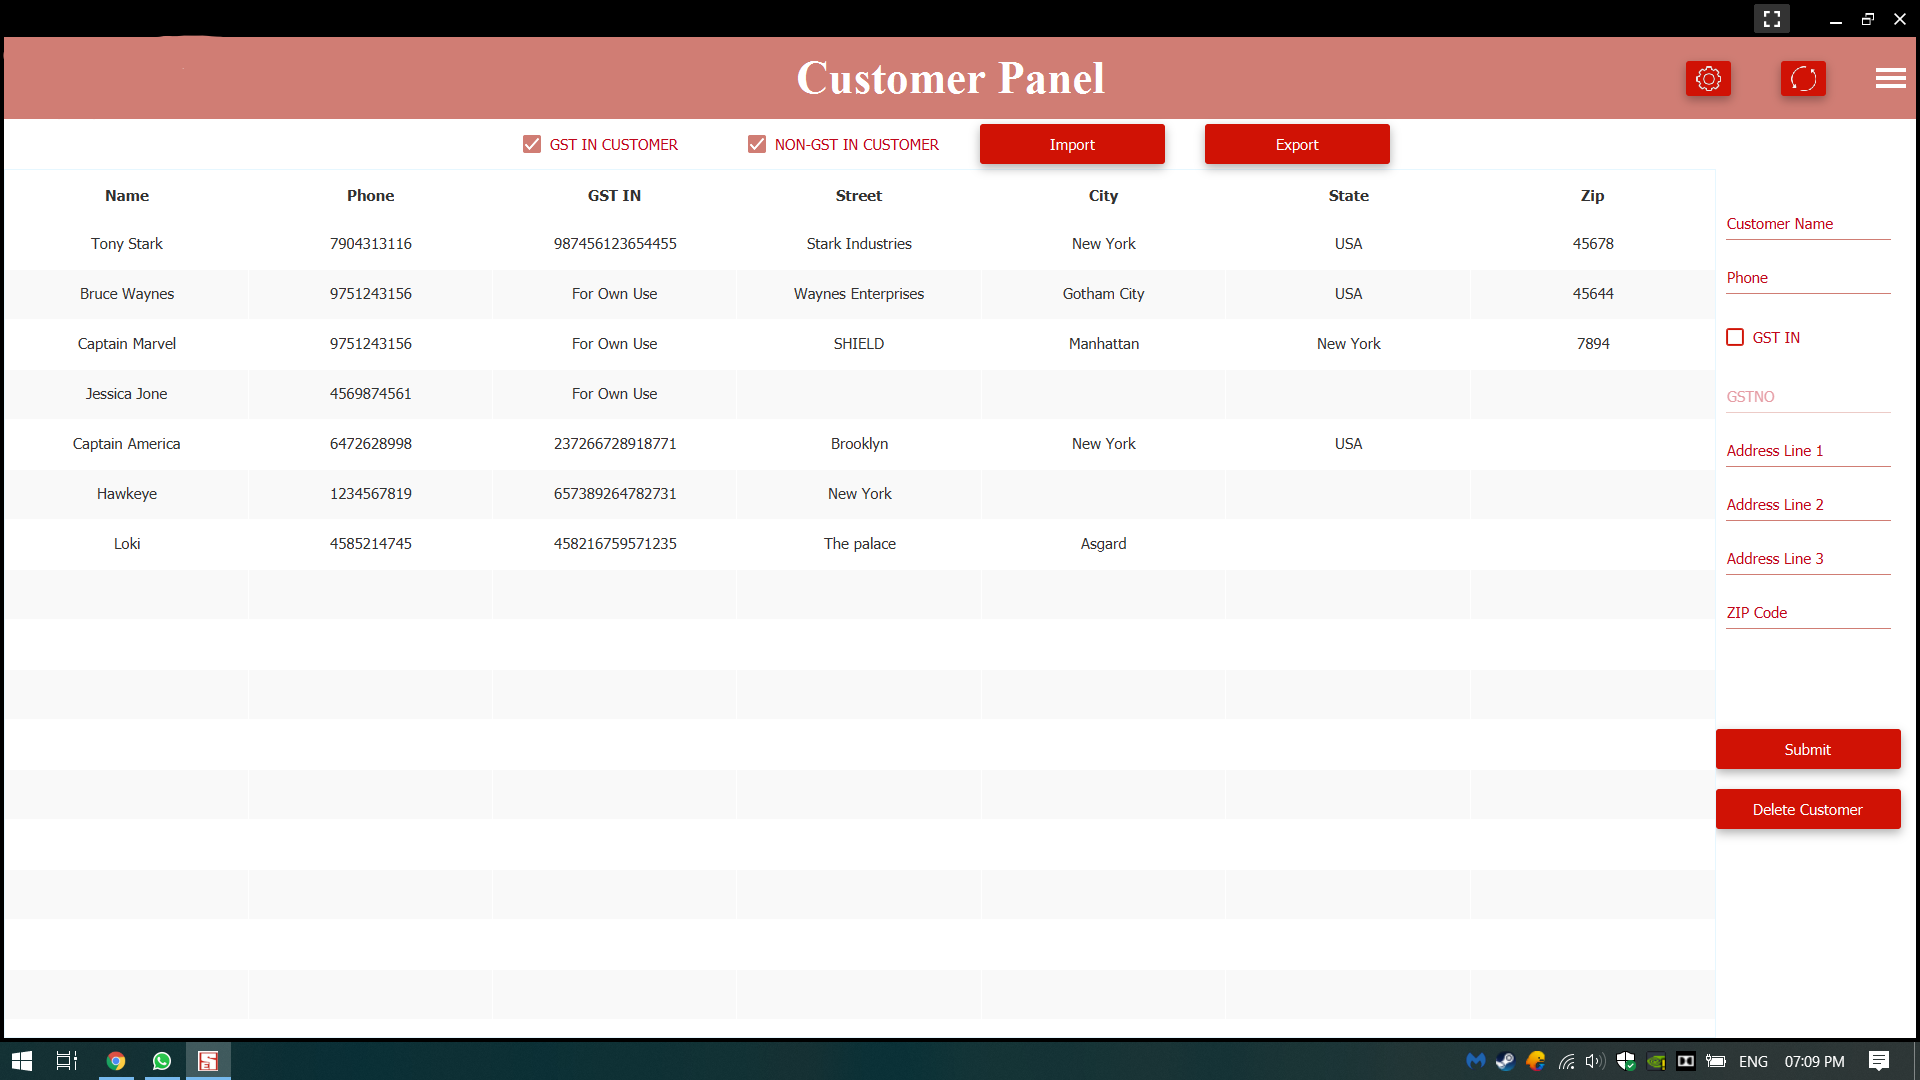 Customer Panel
GST IN CUSTOMER NON-GST IN CUSTOMER Import Export
Name Phone GST IN Street City State Zip
Tony Stark 7904313116 987456123654455 Stark Industries New York USA 45678
Bruce Waynes 9751243156 For Own Use Waynes Enterprises Gotham City USA 45644
Captain Marvel 9751243156 For Own Use SHIELD Manhattan New York 7894
Jessica Jone 4569874561 For Own Use
Captain America 6472628998 237266728918771 Brooklyn New York USA
Hawkeye 1234567819 657389264782731 New York
Loki 4585214745 458216759571235 The palace Asgard
Customer Name
Phone
GST IN
GSTNO
Address Line 1
Address Line 2
Address Line 3
ZIP Code
Submit
Delete Customer
ENG 07:09 PM